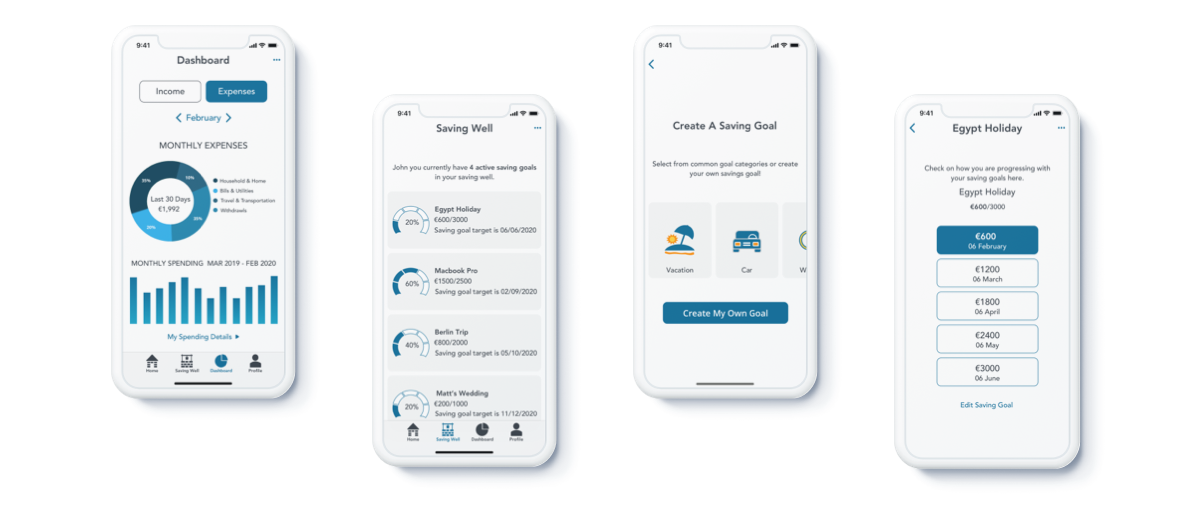 9:41
Dashboard
Income
Expenses
February
MONTHLY EXPENSES
35%
10%
Household & Home
Bills & Utilities
Travel & Transportation
Withdrawls
Last 30 Days
€1,992
20%
35%
MONTHLY SPENDING MAR 2019 - FEB 2020
My Spending Details
Home
Saving Well
Dashboard
Profile
9:41
Saving Well
John you currently have 4 active saving goals
in your saving well.
20%
Egypt Holiday
€600/3000
Saving goal target is 06/06/2020
60%
Macbook Pro
€1500/2500
Saving goal target is 02/09/2020
40%
Berlin Trip
€800/2000
Saving goal target is 05/10/2020
20%
Matt's Wedding
€200/1000
Saving goal target is 11/12/2020
Home
Saving Well
Dashboard
Profile
9:41
Create A Saving Goal
Select from common goal categories or create
your own savings goal!
Vacation
Car
W
Create My Own Goal
9:41
Egypt Holiday
Check on how you are progressing with
your saving goals here.
Egypt Holiday
€600/3000
€600
06 February
€1200
06 March
€1800
06 April
€2400
06 May
€3000
06 June
Edit Saving Goal